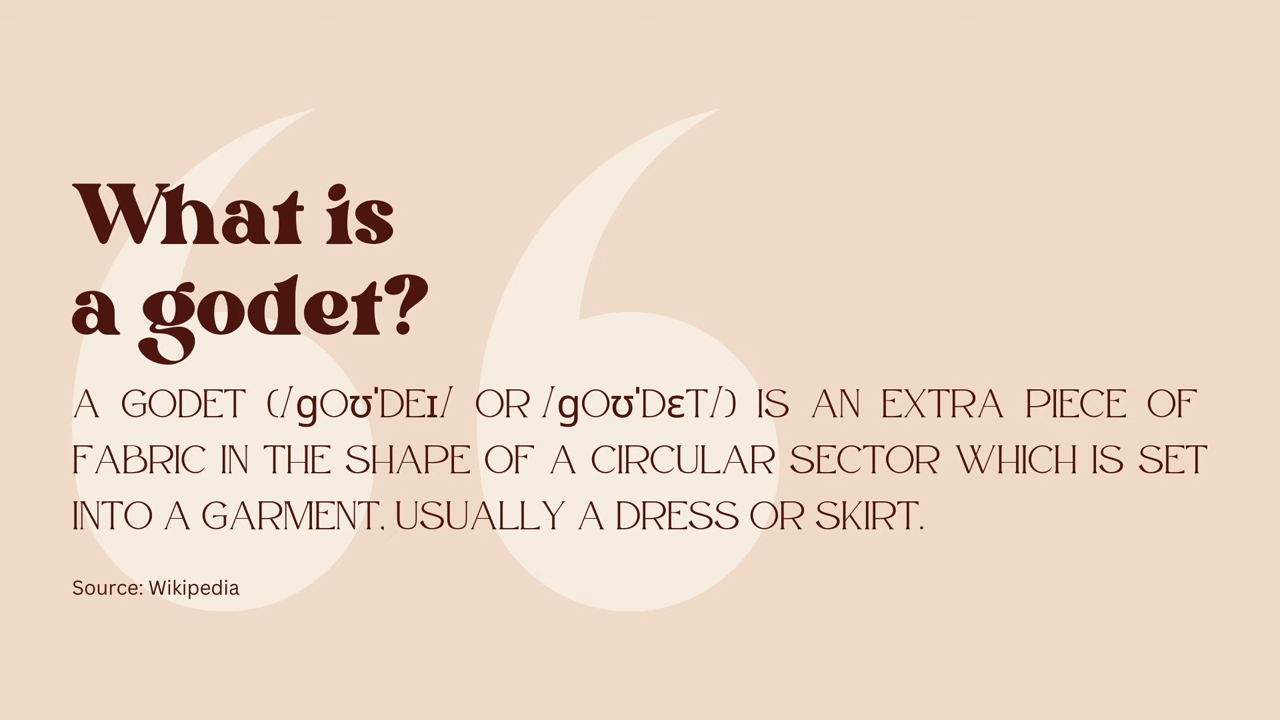 What is
a godet?
A GODET (/ɡOʊˈDEɪ/ OR /ɡOʊˈDɛT/) IS AN EXTRA PIECE OF
FABRIC IN THE SHAPE OF A CIRCULAR SECTOR WHICH IS SET
INTO A GARMENT, USUALLY A DRESS OR SKIRT.
Source: Wikipedia